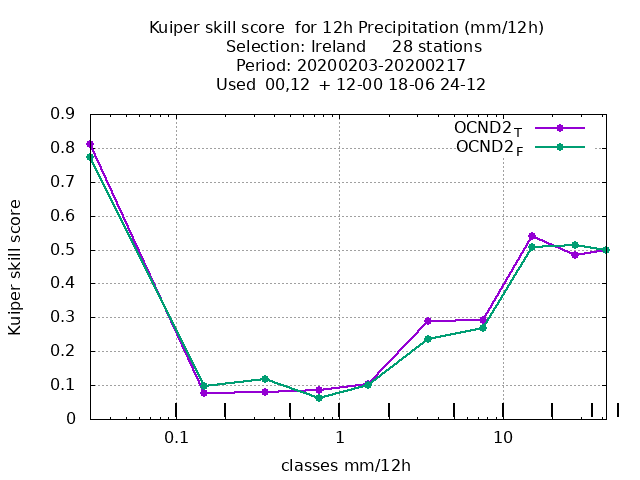 Kuiper skill score for 12h Precipitation (mm/12h)
Selection: Ireland 28 stations
Period: 20200203-20200217
Used 00,12 + 12-00 18-06 24-12
OCND2T
OCND2F
Kuiper skill score
0.9
0.8
0.7
0.6
0.5
0.4
0.3
0.2
0.1
0
0.1 1 10
classes mm/12h